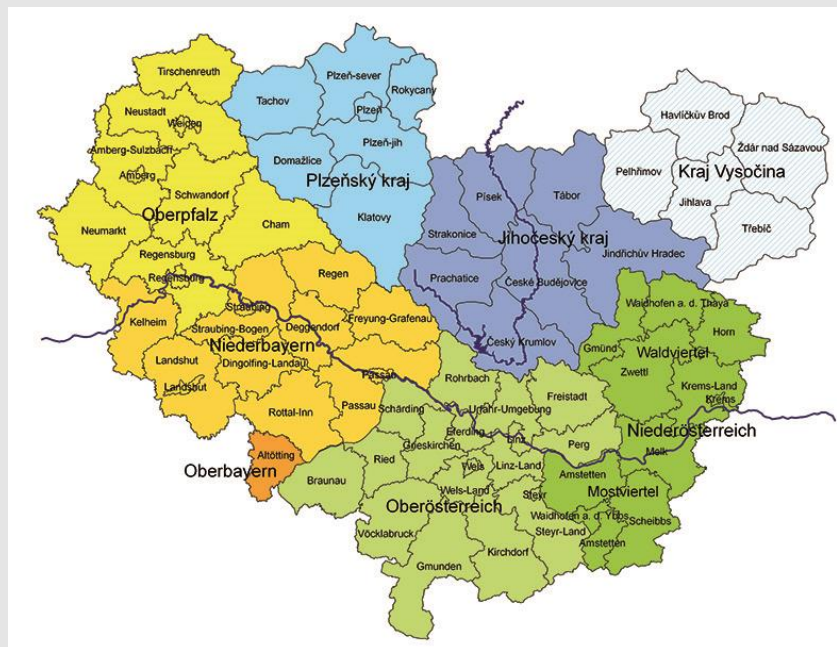 Tirschenreuth
Neustadt
Weiden
Amberg-Sulzbach
Amberg
Schwandorf
Oberpfalz
Neumarkt
Cham
Regensburg
Regensburg
Tachov
Plzeň-sever
Rokycany
Plzeň
Plzeň-jih
Domažlice
Plzeňský kraj
Klatovy
Písek
Tábor
Strakonice
Jihočeský kraj
Jindřichův Hradec
Prachatice
České Budějovice
Český Krumlov
Havlíčkův Brod
Žďár nad Sázavou
Pelhřimov
Kraj Vysočina
Jihlava
Třebíč
Kelheim
Straubing
Regen
Straubing-Bogen
Deggendorf
Freyung-Grafenau
Niederbayern
Landshut
Dingolfing-Landau
Landshut
Passau
Rottal-Inn
Passau
Altötting
Oberbayern
Rohrbach
Freistadt
Schärding
Urfahr-Umgebung
Eferding
Grieskirchen
Linz
Perg
Ried
Wels
Linz-Land
Braunau
Wels-Land
Steyr
Oberösterreich
Steyr-Land
Vöcklabruck
Kirchdorf
Gmunden
Waidhofen a. d. Thaya
Horn
Gmünd
Waldviertel
Zwettl
Krems-Land
Krems
Niederösterreich
Melk
Amstetten
Mostviertel
Waidhofen a. d. Ybbs
Scheibbs
Amstetten